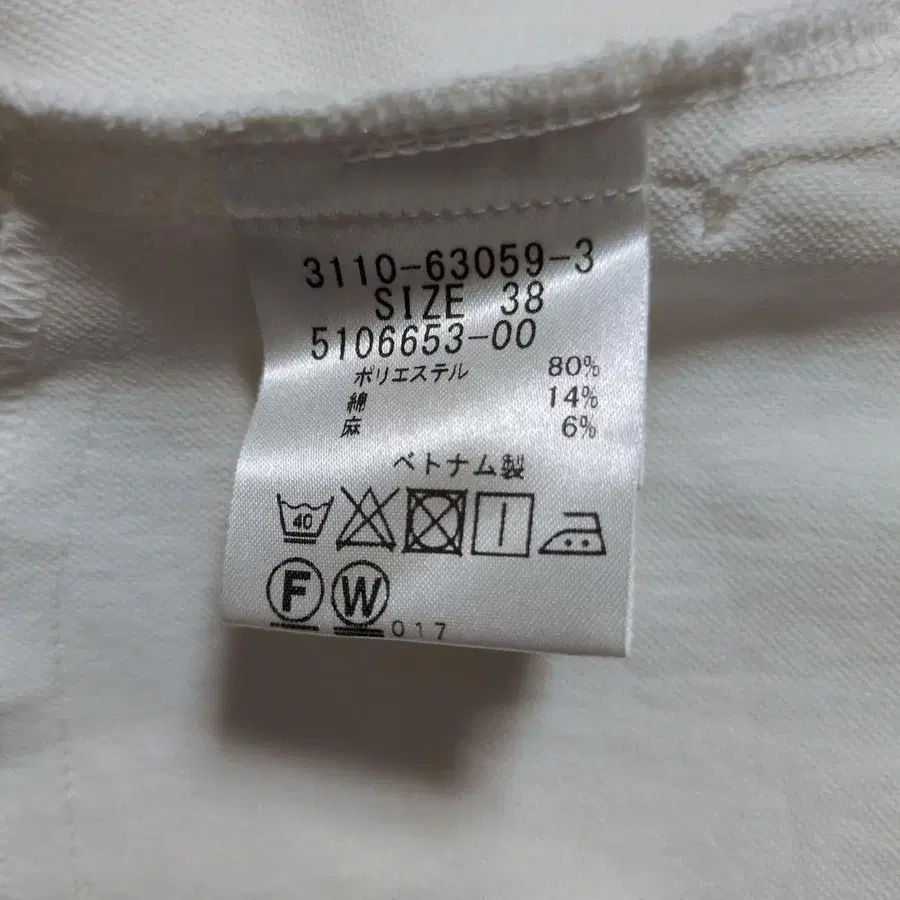 3110-63059-3
SIZE 38
5106653-00
ポリエステル 80%
綿 14%
麻 6%
ベトナム製
40
F W 017